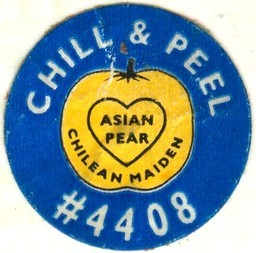 CHILL & PEEL
ASIAN
PEAR
CHILEAN MAIDEN
#4408